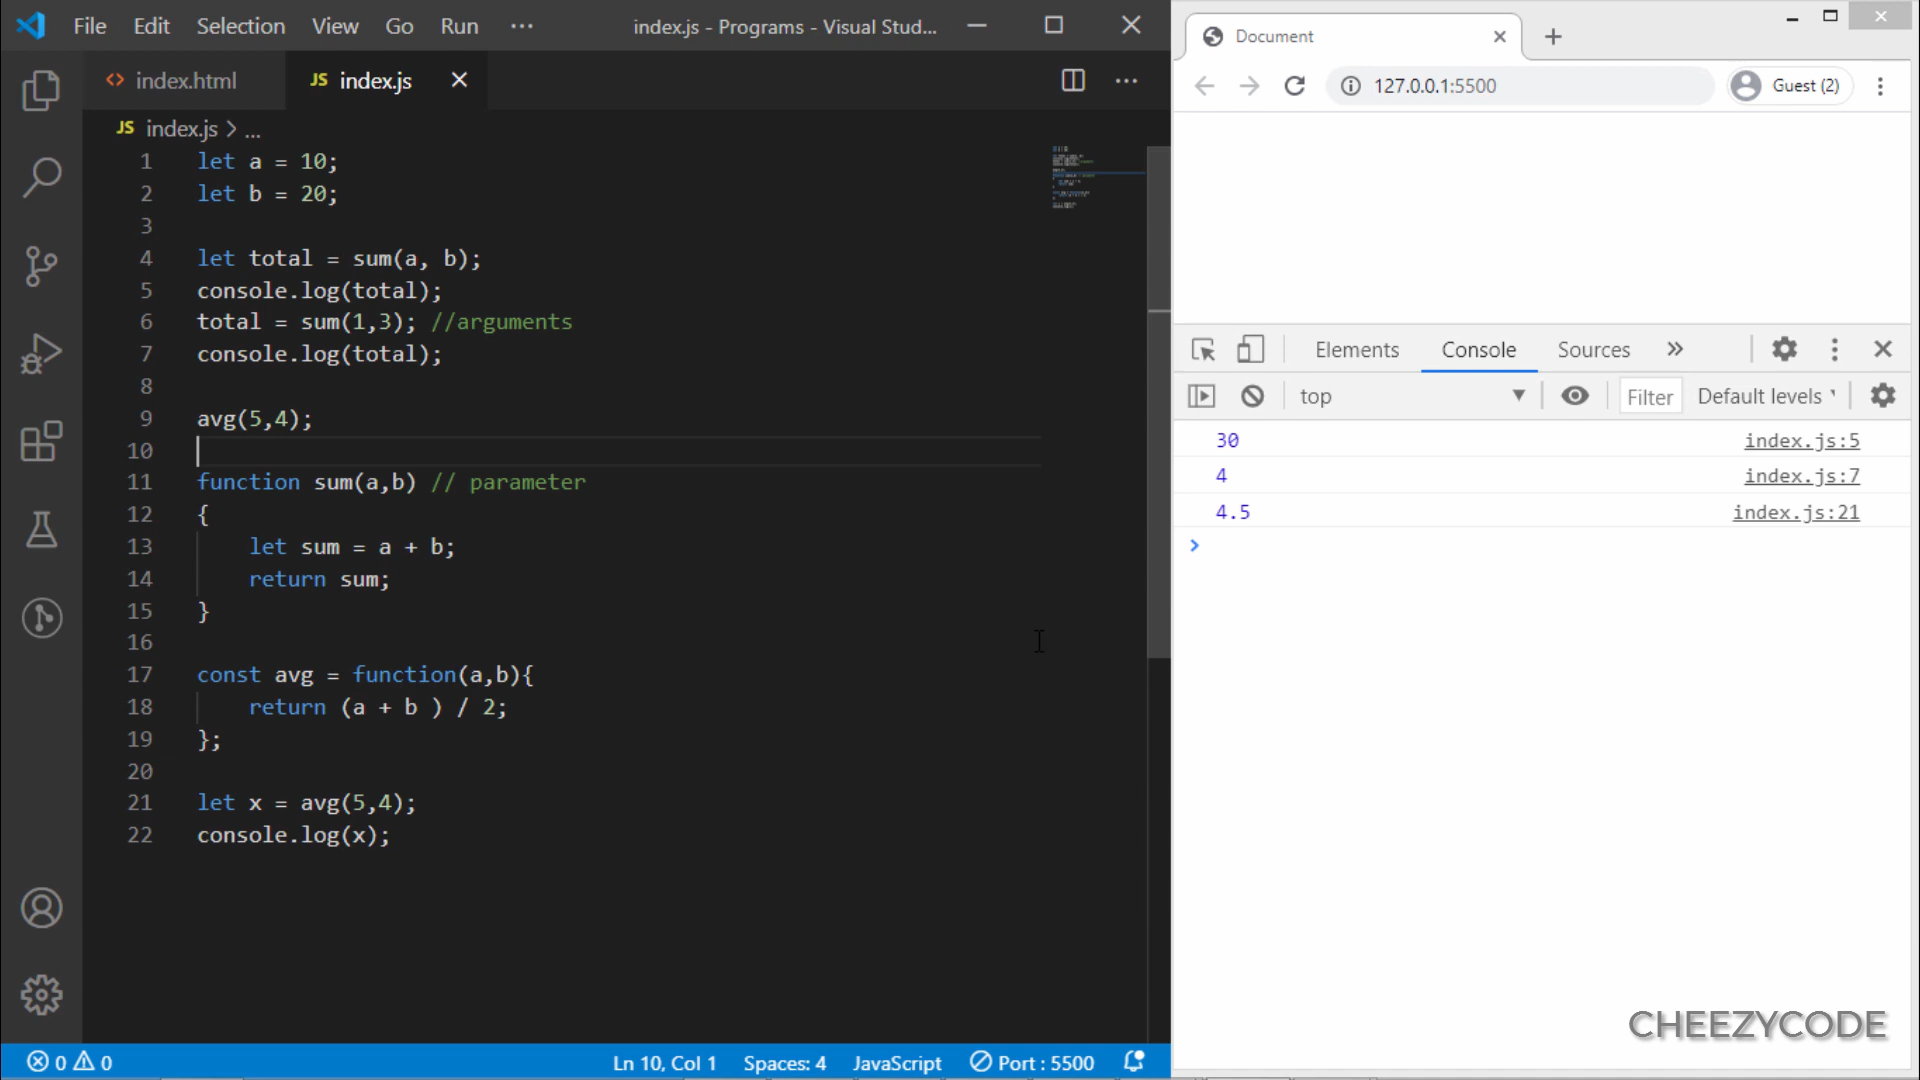 File Edit Selection View Go Run ··· index.js - Programs - Visual Stud...
index.html JS index.js
JS index.js > ...
1 let a = 10;
2 let b = 20;
3
4 let total = sum(a, b);
5 console.log(total);
6 total = sum(1,3); //arguments
7 console.log(total);
8
9 avg(5,4);
10
11 function sum(a,b) // parameter
12 {
13 let sum = a + b;
14 return sum;
15 }
16
17 const avg = function(a,b){
18 return (a + b ) / 2;
19 };
20
21 let x = avg(5,4);
22 console.log(x);
0 0 Ln 10, Col 1 Spaces: 4 JavaScript Port : 5500
Document
127.0.0.1:5500 Guest (2)
Elements Console Sources »
top Filter Default levels
30 index.js:5
4 index.js:7
4.5 index.js:21
>
CHEEZYCODE